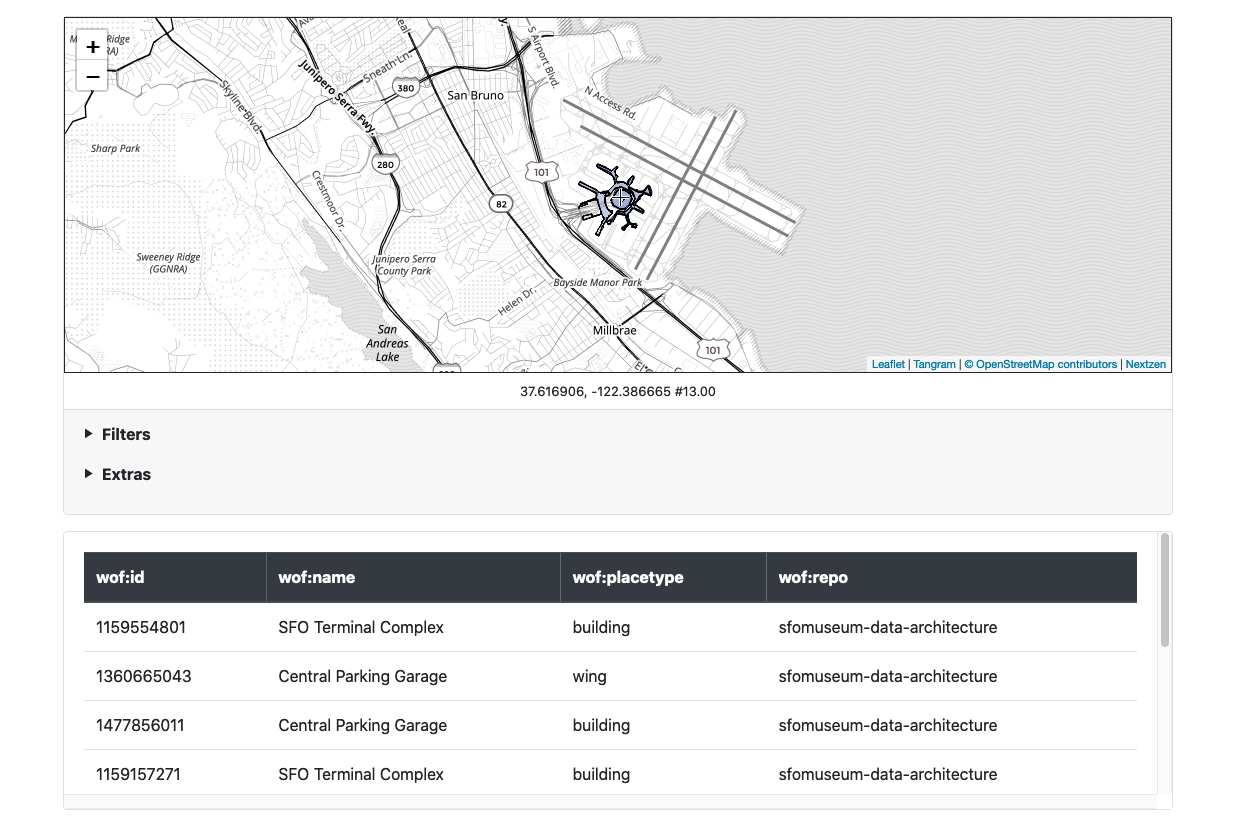 +
−
Sharp Park
Skyline Blvd.
Junipero Serra Fwy.
Sneath Ln.
380
San Bruno
S Airport Blvd.
N Access Rd.
280
101
82
Crestmoor Dr.
Sweeney Ridge
(GGNRA)
Junipero Serra
County Park
Bayside Manor Park
Helen Dr.
Millbrae
San
Andreas
Lake
101
Leaflet | Tangram | © OpenStreetMap contributors | Nextzen
37.616906, -122.386665 #13.00
Filters
Extras
wof:id wof:name wof:placetype wof:repo
1159554801 SFO Terminal Complex building sfomuseum-data-architecture
1360665043 Central Parking Garage wing sfomuseum-data-architecture
1477856011 Central Parking Garage building sfomuseum-data-architecture
1159157271 SFO Terminal Complex building sfomuseum-data-architecture